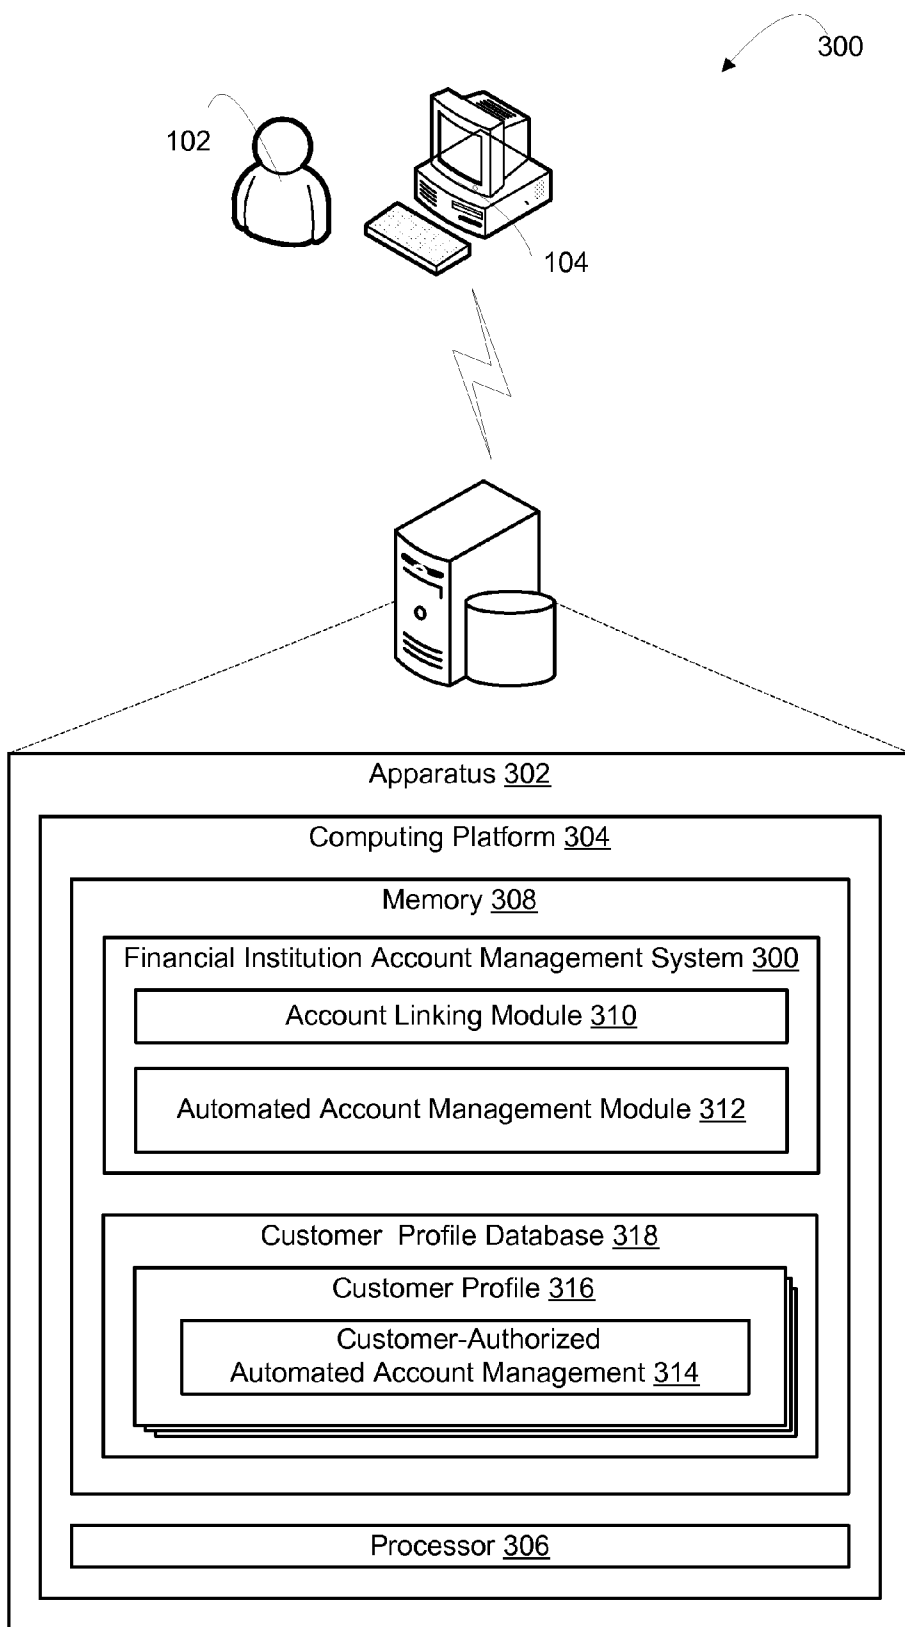 300
102
104
Apparatus 302
Computing Platform 304
Memory 308
Financial Institution Account Management System 300
Account Linking Module 310
Automated Account Management Module 312
Customer Profile Database 318
Customer Profile 316
Customer-Authorized
Automated Account Management 314
Processor 306